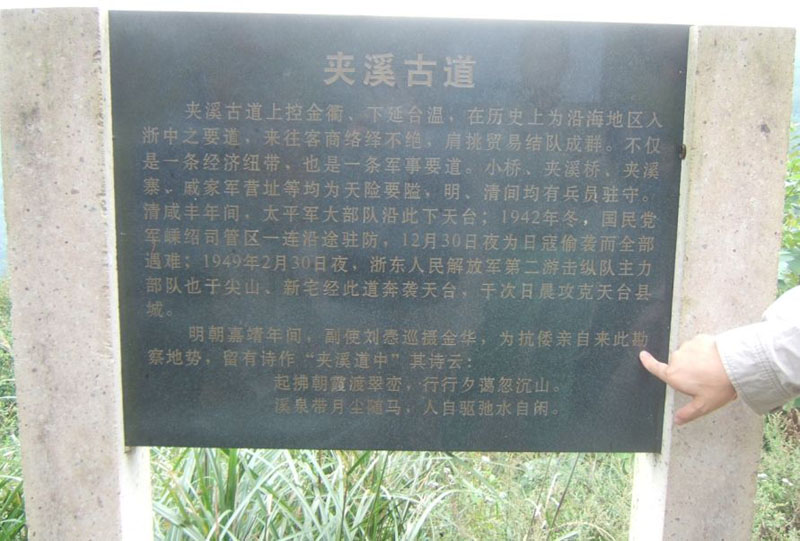 夹溪古道
夹溪古道上控金衢、下延台温，在历史上为沿海地区入
浙中之要道，来往客商络绎不绝，肩挑贸易结队成群。不仅
是一条经济纽带，也是一条军事要道。小桥、夹溪桥、夹溪
寨、戚家军营址等均为天险要隘，明、清间均有兵员驻守。
清咸丰年间，太平军大部队沿此下天台；1942年冬，国民党
军嵊绍司管区一连沿途驻防，12月30日夜为日寇偷袭而全部
遇难；1949年2月30日夜，浙东人民解放军第二游击纵队主力
部队也于尖山、新宅经此道奔袭天台，于次日晨攻克天台县
城。
明朝嘉靖年间，副使刘悫巡摄金华，为抗倭亲自来此勘
察地势，留有诗作“夹溪道中”其诗云：
起拂朝霞渡翠峦，行行夕蔼忽沉山。
溪泉带月尘随马，人自驱弛水自闲。